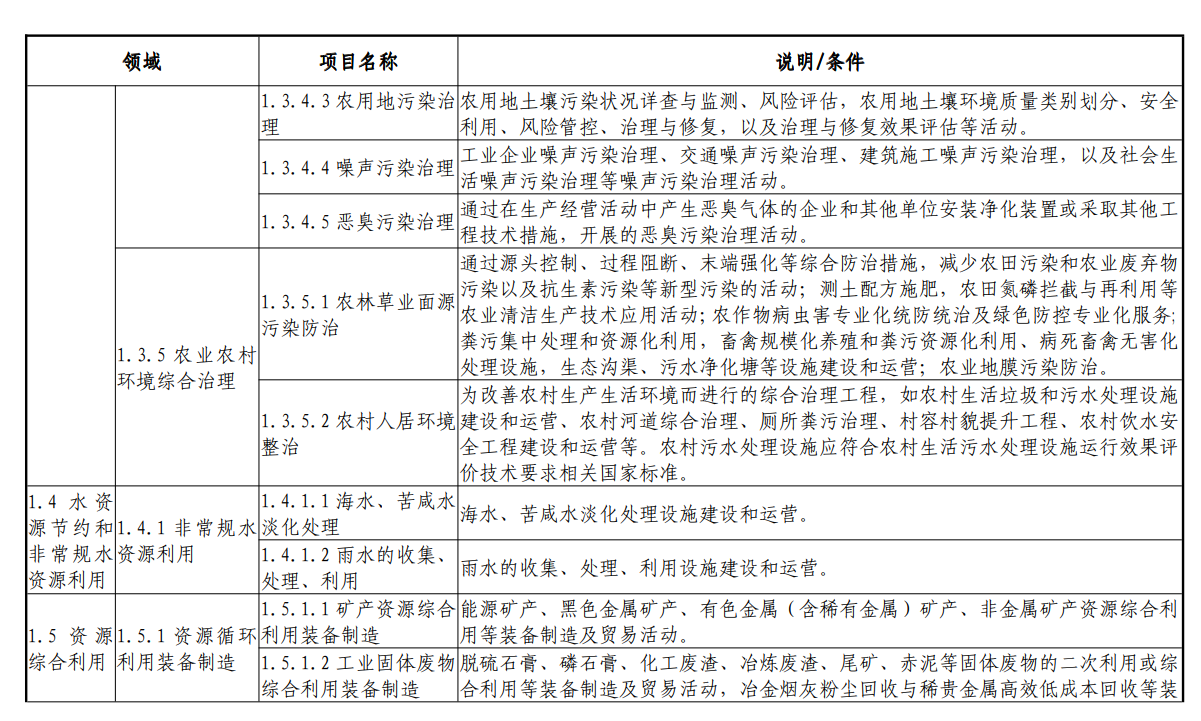 领域 项目名称 说明/条件
1.3.4.3农用地污染治
理
农用地土壤污染状况详查与监测、风险评估，农用地土壤环境质量类别划分、安全
利用、风险管控、治理与修复，以及治理与修复效果评估等活动。
1.3.4.4噪声污染治理
工业企业噪声污染治理、交通噪声污染治理、建筑施工噪声污染治理，以及社会生
活噪声污染治理等噪声污染治理活动。
1.3.4.5恶臭污染治理
通过在生产经营活动中产生恶臭气体的企业和其他单位安装净化装置或采取其他工
程技术措施，开展的恶臭污染治理活动。
1.3.5农业农村
环境综合治理
1.3.5.1农林草业面源
污染防治
通过源头控制、过程阻断、末端强化等综合防治措施，减少农田污染和农业废弃物
污染以及抗生素污染等新型污染的活动；测土配方施肥，农田氮磷拦截与再利用等
农业清洁生产技术应用活动；农作物病虫害专业化统防统治及绿色防控专业化服务；
粪污集中处理和资源化利用，畜禽规模化养殖和粪污资源化利用、病死畜禽无害化
处理设施，生态沟渠、污水净化塘等设施建设和运营；农业地膜污染防治。
1.3.5.2农村人居环境
整治
为改善农村生产生活环境而进行的综合治理工程，如农村生活垃圾和污水处理设施
建设和运营、农村河道综合治理、厕所粪污治理、村容村貌提升工程、农村饮水安
全工程建设和运营等。农村污水处理设施应符合农村生活污水处理设施运行效果评
价技术要求相关国家标准。
1.4水资
源节约和
非常规水
资源利用
1.4.1非常规水
资源利用
1.4.1.1海水、苦咸水
淡化处理
海水、苦咸水淡化处理设施建设和运营。
1.4.1.2雨水的收集、
处理、利用
雨水的收集、处理、利用设施建设和运营。
1.5资源
综合利用
1.5.1资源循环
利用装备制造
1.5.1.1矿产资源综合
利用装备制造
能源矿产、黑色金属矿产、有色金属（含稀有金属）矿产、非金属矿产资源综合利
用等装备制造及贸易活动。
1.5.1.2工业固体废物
综合利用装备制造
脱硫石膏、磷石膏、化工废渣、冶炼废渣、尾矿、赤泥等固体废物的二次利用或综
合利用等装备制造及贸易活动，冶金烟灰粉尘回收与稀贵金属高效低成本回收等装